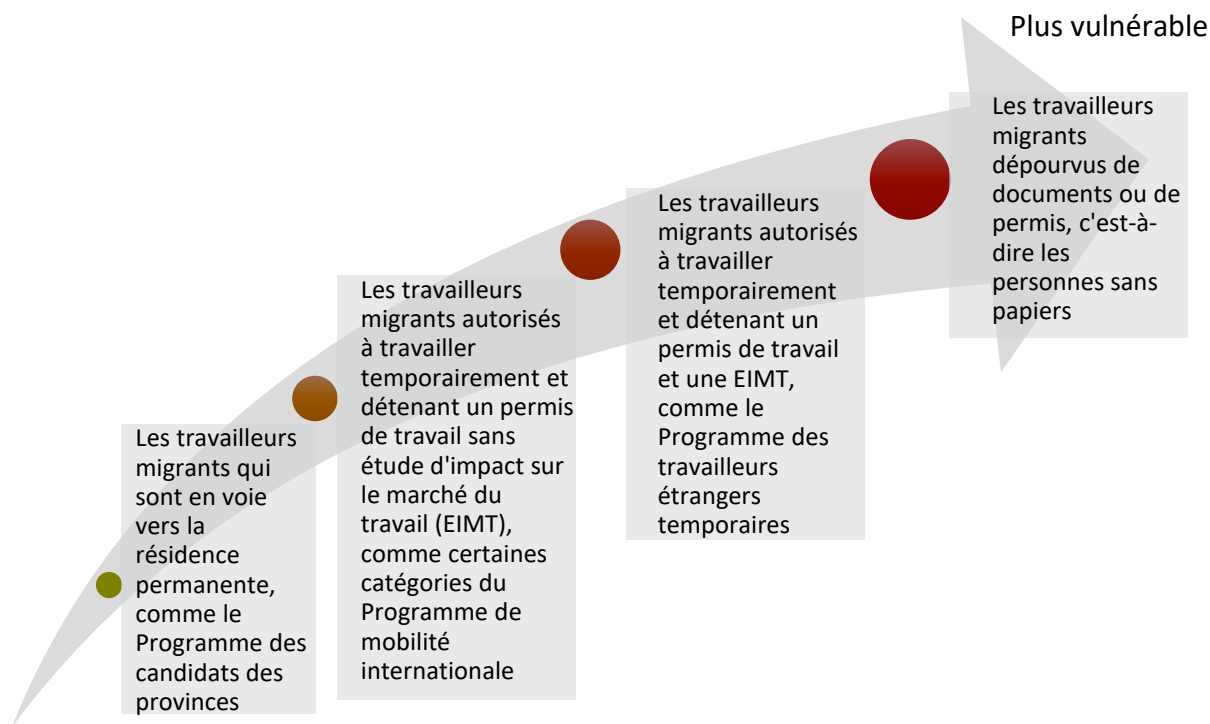 Plus vulnérable
Les travailleurs
migrants qui
sont en voie
vers la
résidence
permanente,
comme le
Programme des
candidats des
provinces
Les travailleurs
migrants autorisés
à travailler
temporairement et
détenant un permis
de travail sans
étude d'impact sur
le marché du
travail (EIMT),
comme certaines
catégories du
Programme de
mobilité
internationale
Les travailleurs
migrants autorisés
à travailler
temporairement
et détenant un
permis de travail
et une EIMT,
comme le
Programme des
travailleurs
étrangers
temporaires
Les travailleurs
migrants
dépourvus de
documents ou de
permis, c'est-à-
dire les
personnes sans
papiers